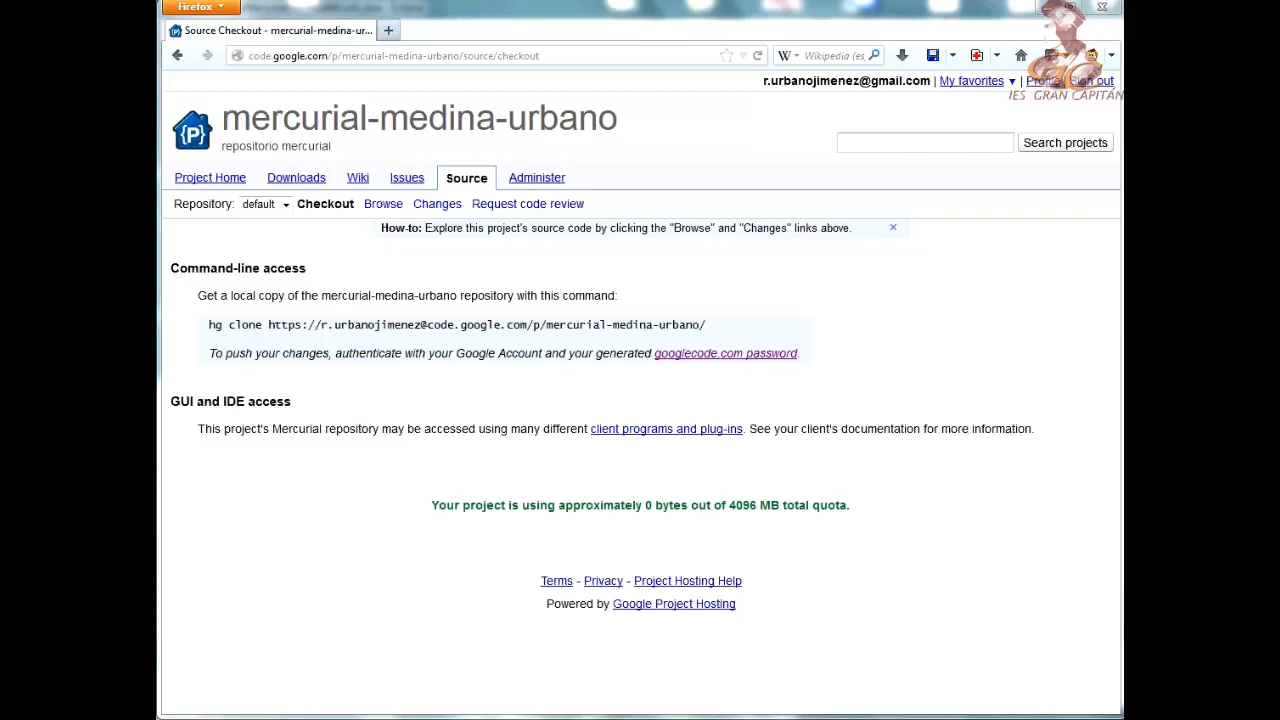 Firefox
Source Checkout - mercurial-medina-ur...
code.google.com/p/mercurial-medina-urbano/source/checkout
Wikipedia (es)
r.urbanojimenez@gmail.com | My favorites ▼ | Profile | Sign out
IES GRAN CAPITÁN
mercurial-medina-urbano
repositorio mercurial
Search projects
Project Home Downloads Wiki Issues Source Administer
Repository: default Checkout Browse Changes Request code review
How-to: Explore this project's source code by clicking the "Browse" and "Changes" links above.
Command-line access
Get a local copy of the mercurial-medina-urbano repository with this command:
hg clone https://r.urbanojimenez@code.google.com/p/mercurial-medina-urbano/
To push your changes, authenticate with your Google Account and your generated googlecode.com password.
GUI and IDE access
This project's Mercurial repository may be accessed using many different client programs and plug-ins. See your client's documentation for more information.
Your project is using approximately 0 bytes out of 4096 MB total quota.
Terms - Privacy - Project Hosting Help
Powered by Google Project Hosting